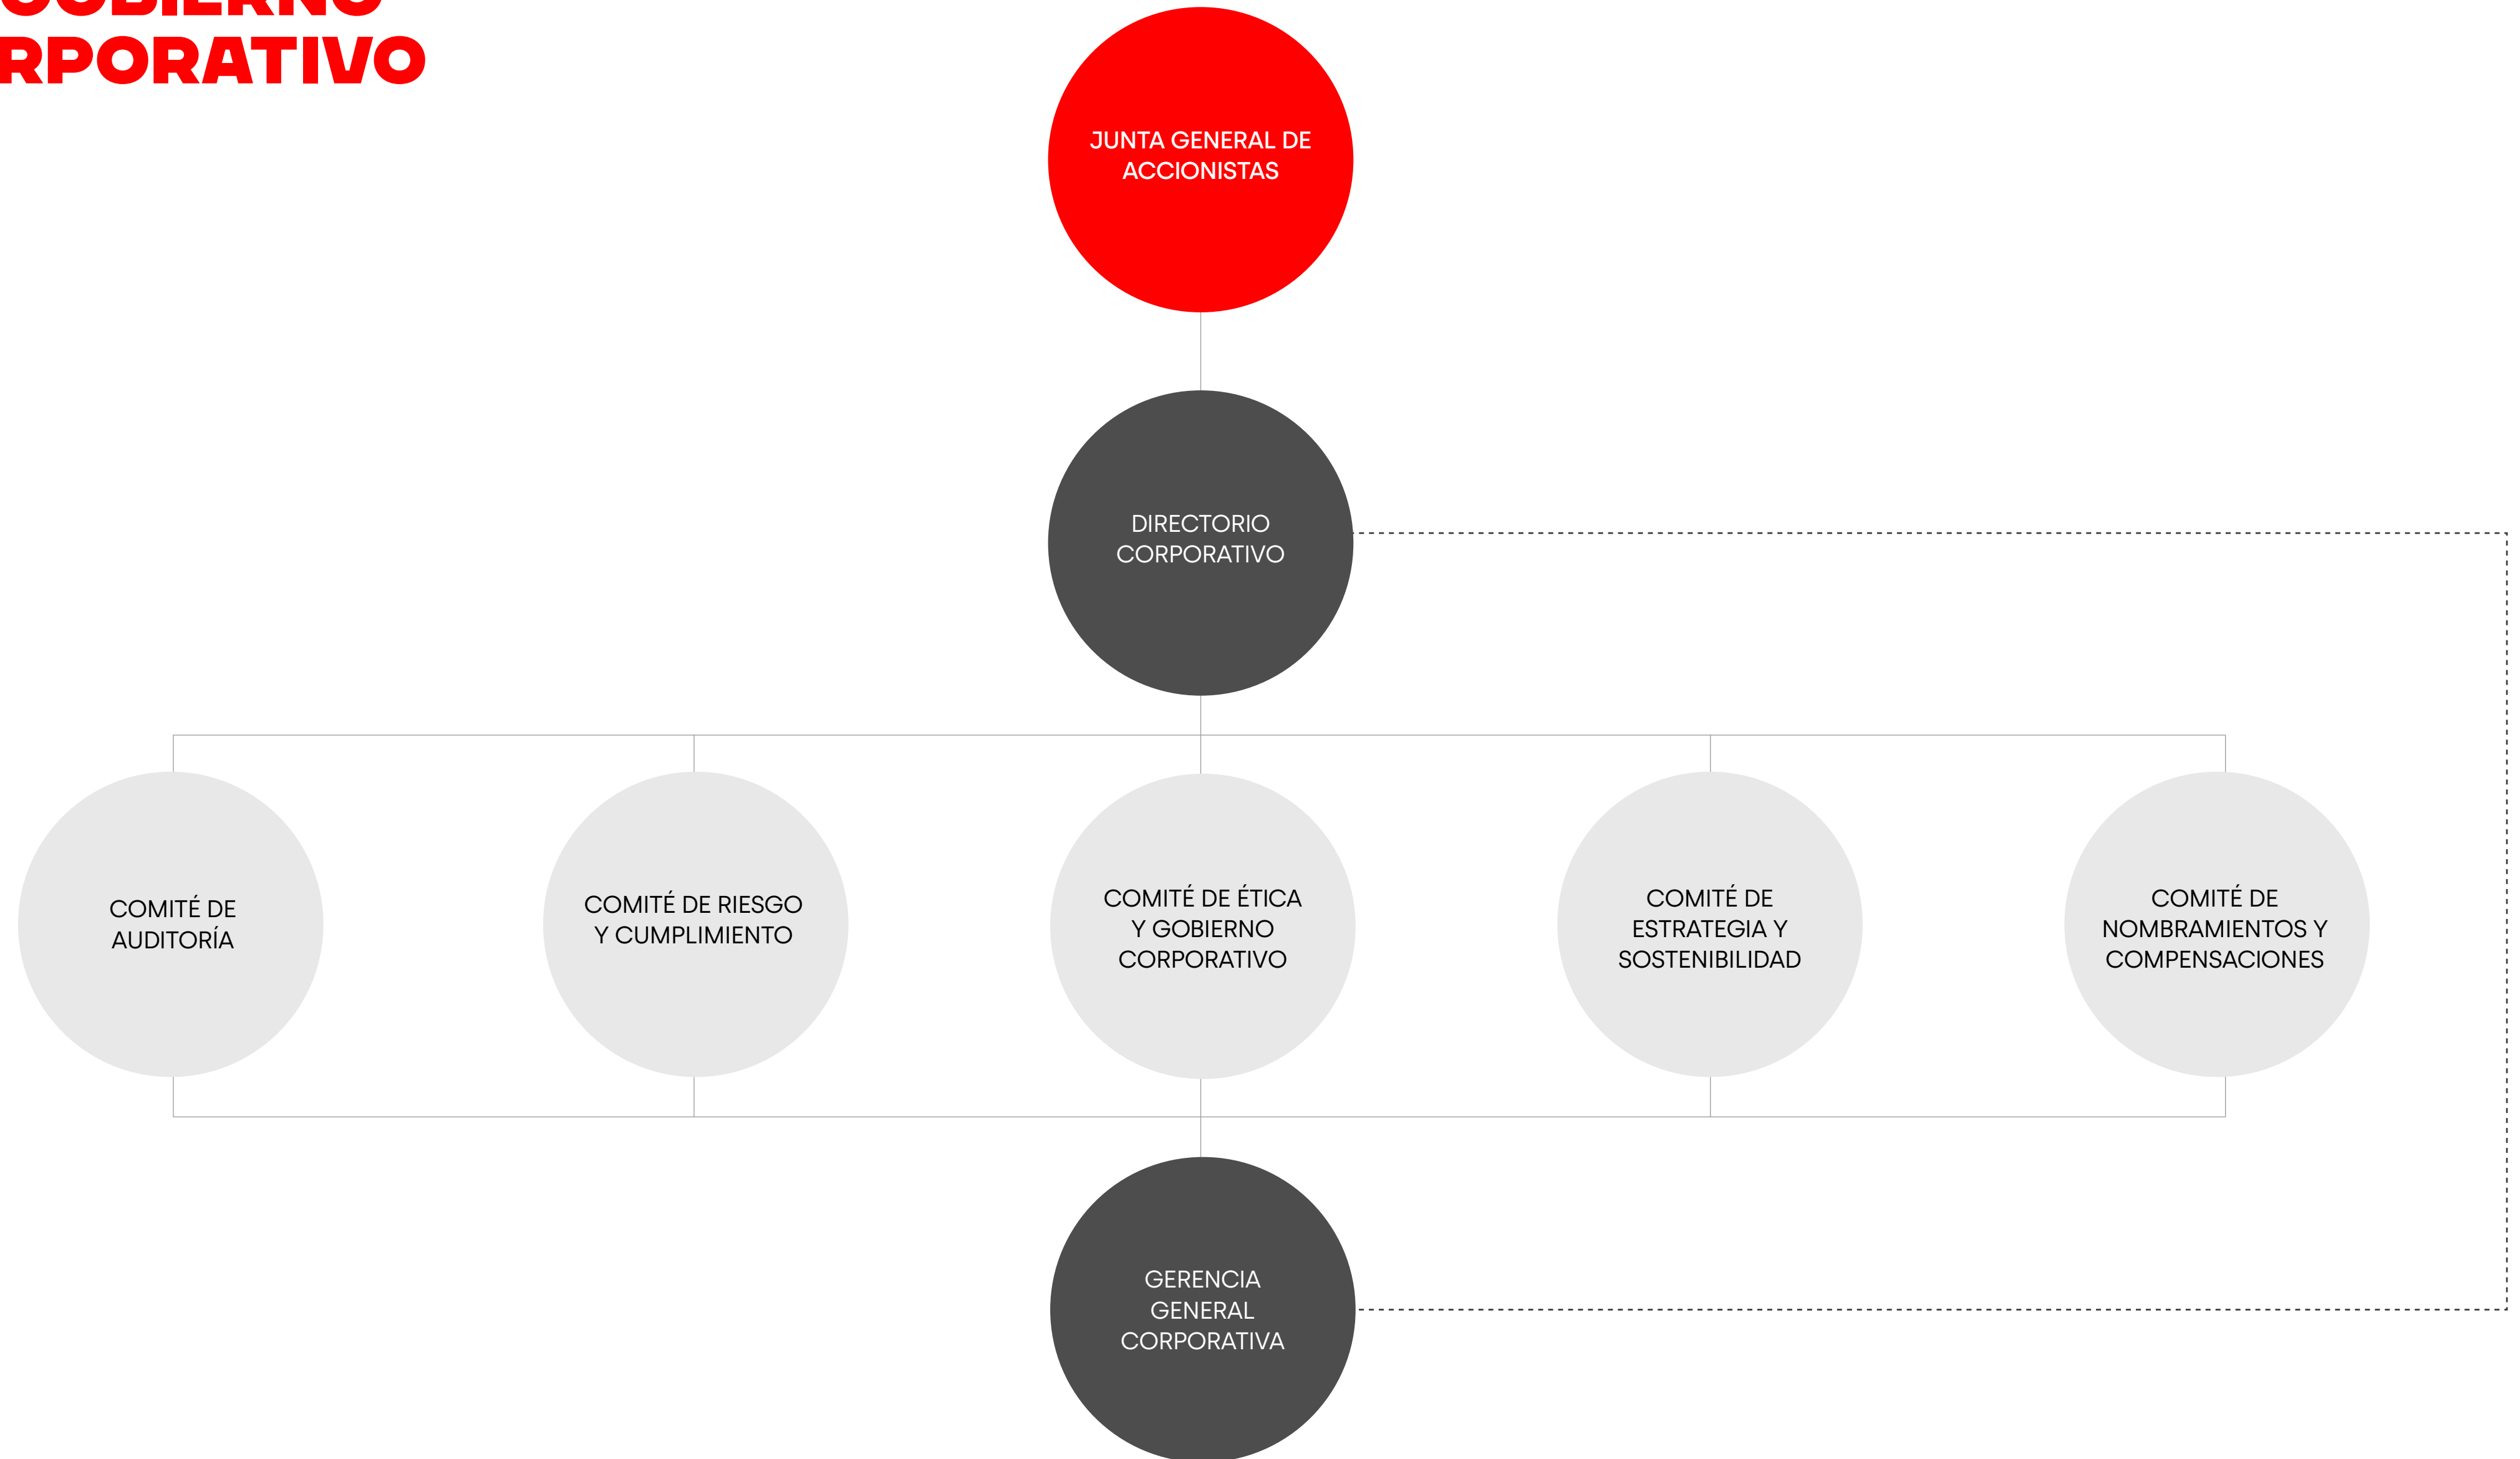 GOBIERNO
RPORATIVO
JUNTA GENERAL DE
ACCIONISTAS
DIRECTORIO
CORPORATIVO
COMITÉ DE
AUDITORÍA
COMITÉ DE RIESGO
Y CUMPLIMIENTO
COMITÉ DE ÉTICA
Y GOBIERNO
CORPORATIVO
COMITÉ DE
ESTRATEGIA Y
SOSTENIBILIDAD
COMITÉ DE
NOMBRAMIENTOS Y
COMPENSACIONES
GERENCIA
GENERAL
CORPORATIVA